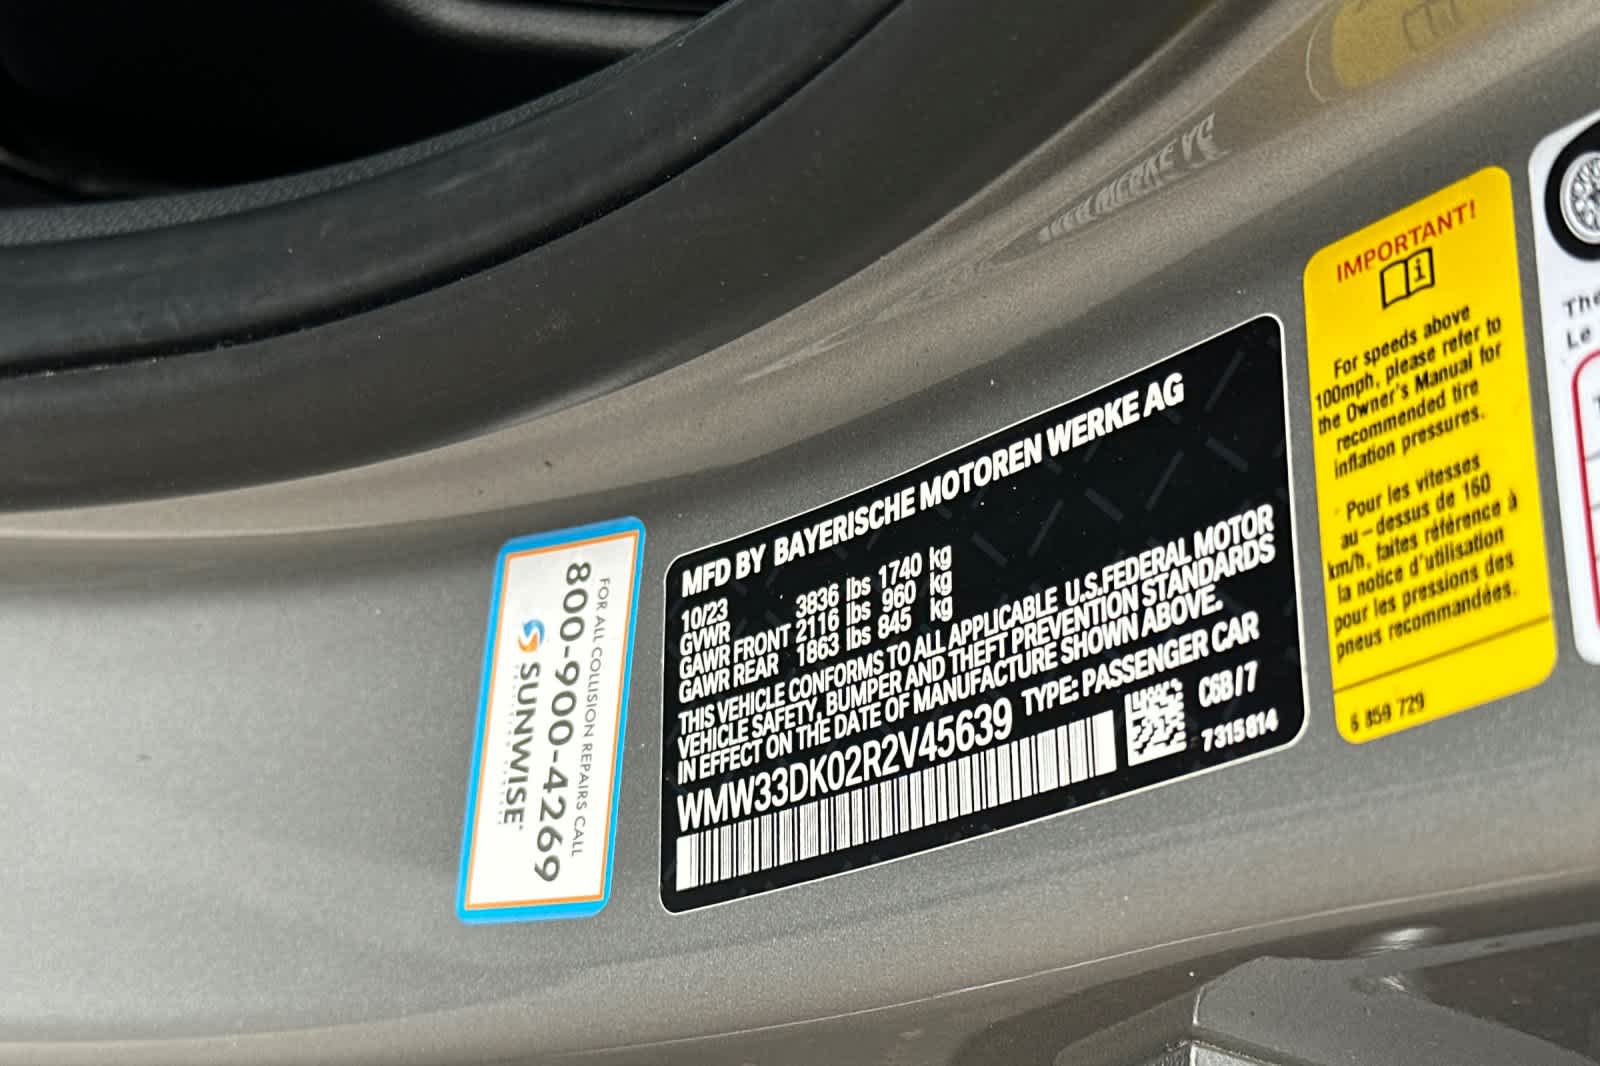 FOR ALL COLLISION REPAIRS CALL
800-900-4269
SUNWISE
MFD BY BAYERISCHE MOTOREN WERKE AG
10/23
GVWR 3836 lbs 1740 kg
GAWR FRONT 2116 lbs 960 kg
GAWR REAR 1863 lbs 845 kg
THIS VEHICLE CONFORMS TO ALL APPLICABLE U.S.FEDERAL MOTOR
VEHICLE SAFETY, BUMPER AND THEFT PREVENTION STANDARDS
IN EFFECT ON THE DATE OF MANUFACTURE SHOWN ABOVE.
WMW33DK02R2V45639 TYPE: PASSENGER CAR
C6B/7
7315614
IMPORTANT!
i
For speeds above
100mph, please refer to
the Owner's Manual for
recommended tire
inflation pressures.
Pour les vitesses
au-dessus de 160
km/h, faites référence à
la notice d'utilisation
pour les pressions des
pneus recommandées.
6 859 729
The
Le